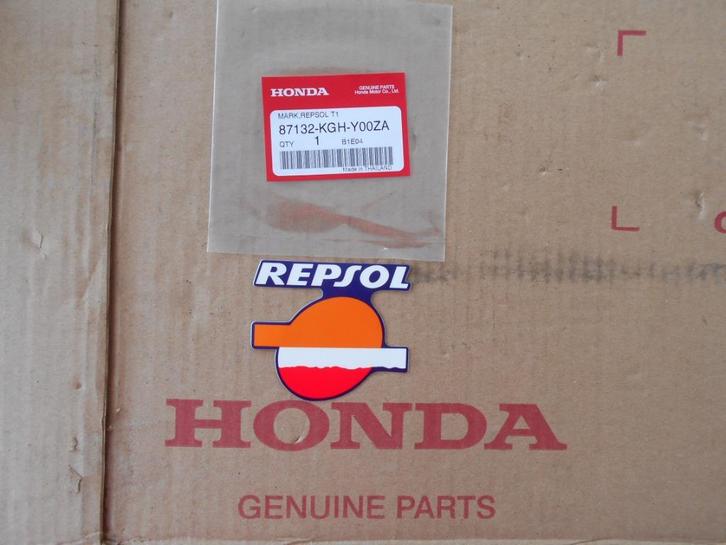 HONDA
GENUINE PARTS
Honda Motor Co., Ltd.
MARK,REPSOL T1
87132-KGH-Y00ZA
QTY 1 B1E04
Made in THAILAND
REPSOL
HONDA
GENUINE PARTS